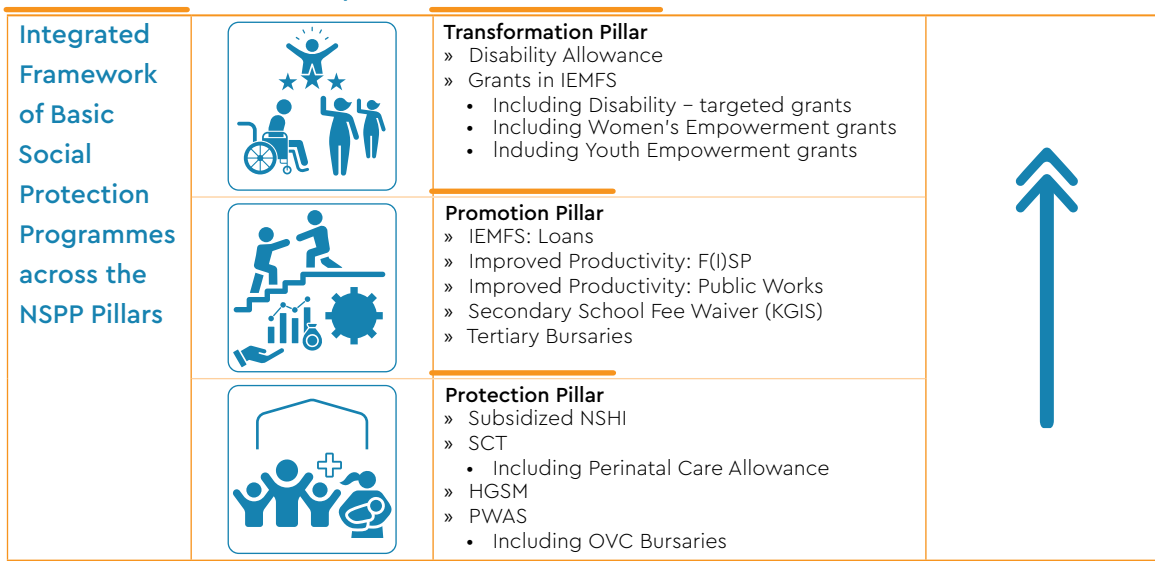 Integrated
Framework
of Basic
Social
Protection
Programmes
across the
NSPP Pillars
Transformation Pillar
» Disability Allowance
» Grants in IEMFS
• Including Disability – targeted grants
• Including Women's Empowerment grants
• Induding Youth Empowerment grants
Promotion Pillar
» IEMFS: Loans
» Improved Productivity: F(I)SP
» Improved Productivity: Public Works
» Secondary School Fee Waiver (KGIS)
» Tertiary Bursaries
Protection Pillar
» Subsidized NSHI
» SCT
• Including Perinatal Care Allowance
» HGSM
» PWAS
• Including OVC Bursaries